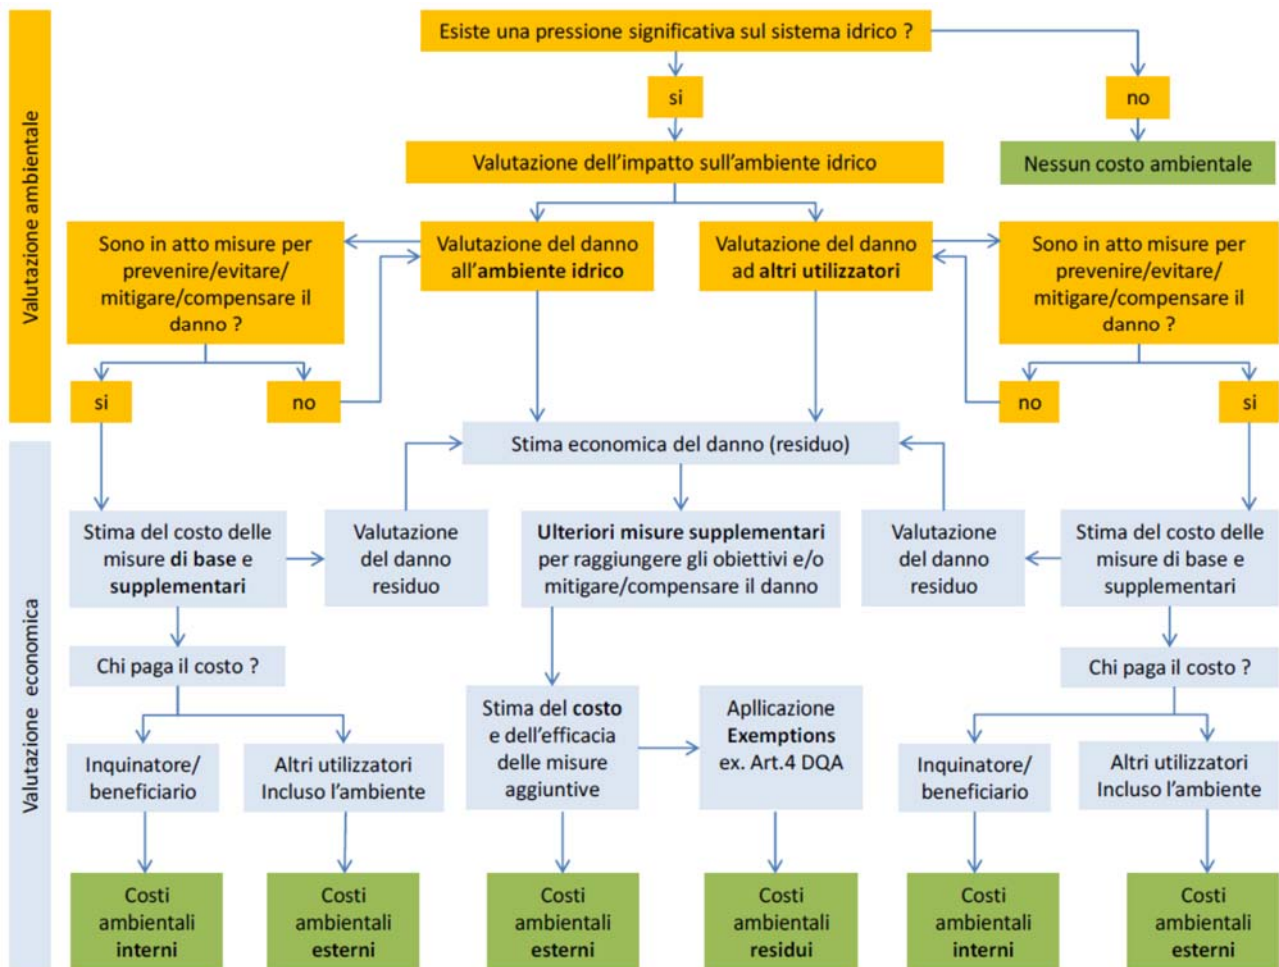 Esiste una pressione significativa sul sistema idrico ?
si
no
Valutazione dell'impatto sull'ambiente idrico
Nessun costo ambientale
Valutazione ambientale
Sono in atto misure per
prevenire/evitare/
mitigare/compensare il
danno ?
Valutazione del danno
all'ambiente idrico
Valutazione del danno
ad altri utilizzatori
Sono in atto misure per
prevenire/evitare/
mitigare/compensare il
danno ?
si
no
no
si
Stima economica del danno (residuo)
Valutazione economica
Stima del costo delle
misure di base e
supplementari
Valutazione
del danno
residuo
Ulteriori misure supplementari
per raggiungere gli obiettivi e/o
mitigare/compensare il danno
Valutazione
del danno
residuo
Stima del costo delle
misure di base e
supplementari
Chi paga il costo ?
Chi paga il costo ?
Inquinatore/
beneficiario
Altri utilizzatori
Incluso l'ambiente
Stima del costo
e dell'efficacia
delle misure
aggiuntive
Apllicazione
Exemptions
ex. Art.4 DQA
Inquinatore/
beneficiario
Altri utilizzatori
Incluso l'ambiente
Costi
ambientali
interni
Costi
ambientali
esterni
Costi
ambientali
esterni
Costi
ambientali
residui
Costi
ambientali
interni
Costi
ambientali
esterni